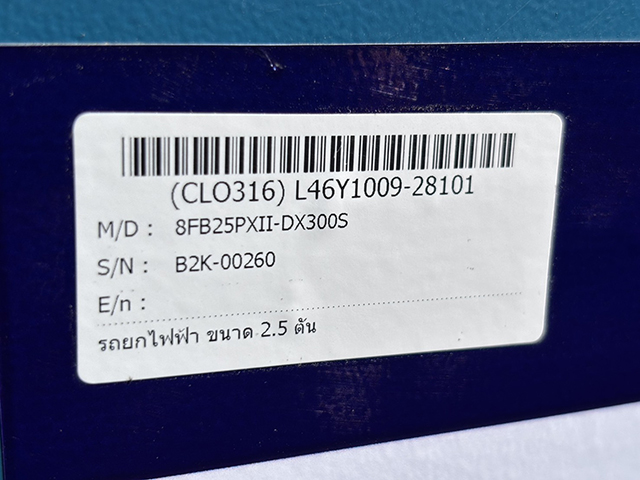 (CLO316) L46Y1009-28101
M/D : 8FB25PXII-DX300S
S/N : B2K-00260
E/n :
รถยกไฟฟ้า ขนาด 2.5 ตัน